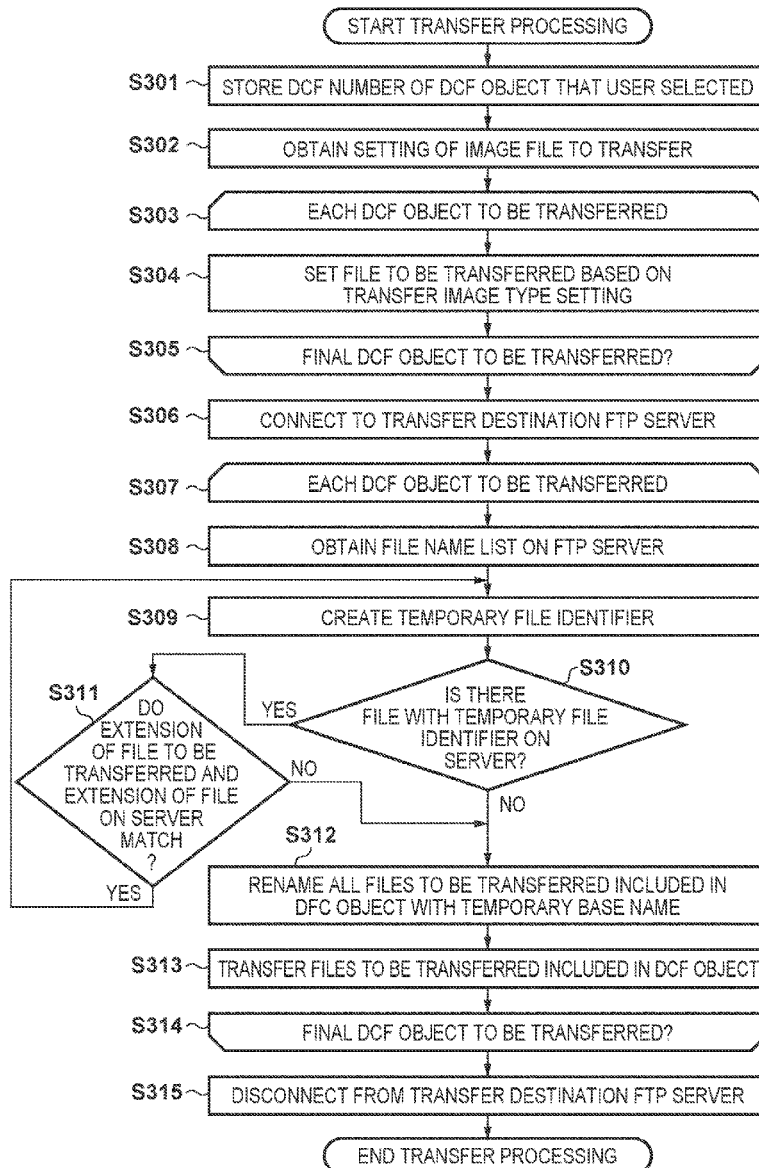 START TRANSFER PROCESSING
S301
STORE DCF NUMBER OF DCF OBJECT THAT USER SELECTED
S302
OBTAIN SETTING OF IMAGE FILE TO TRANSFER
S303
EACH DCF OBJECT TO BE TRANSFERRED
S304
SET FILE TO BE TRANSFERRED BASED ON
TRANSFER IMAGE TYPE SETTING
S305
FINAL DCF OBJECT TO BE TRANSFERRED?
S306
CONNECT TO TRANSFER DESTINATION FTP SERVER
S307
EACH DCF OBJECT TO BE TRANSFERRED
S308
OBTAIN FILE NAME LIST ON FTP SERVER
S309
CREATE TEMPORARY FILE IDENTIFIER
S310
IS THERE
FILE WITH TEMPORARY FILE
IDENTIFIER ON
SERVER?
YES
NO
S311
DO
EXTENSION
OF FILE TO BE
TRANSFERRED AND
EXTENSION OF FILE
ON SERVER
MATCH
?
NO
YES
S312
RENAME ALL FILES TO BE TRANSFERRED INCLUDED IN
DFC OBJECT WITH TEMPORARY BASE NAME
S313
TRANSFER FILES TO BE TRANSFERRED INCLUDED IN DCF OBJECT
S314
FINAL DCF OBJECT TO BE TRANSFERRED?
S315
DISCONNECT FROM TRANSFER DESTINATION FTP SERVER
END TRANSFER PROCESSING